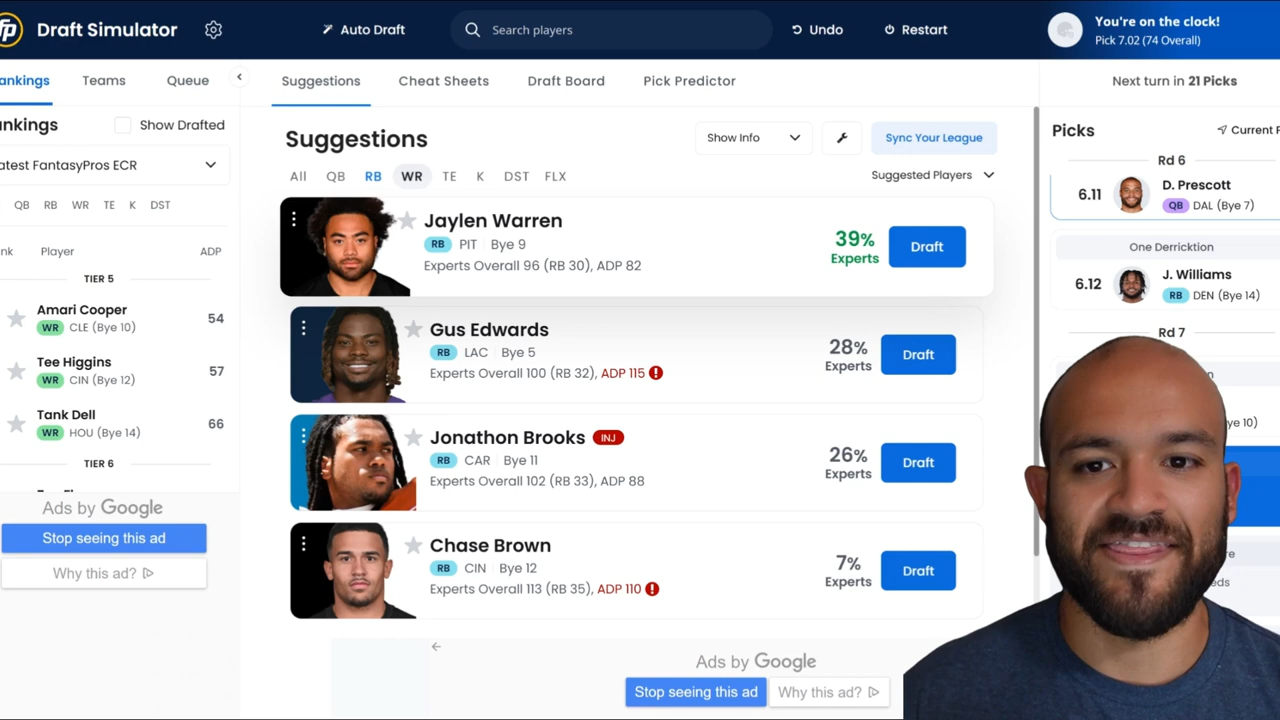 fp
Draft Simulator
Auto Draft
Search players
Undo
Restart
You're on the clock!
Pick 7.02 (74 Overall)
ankings
Teams
Queue
Suggestions
Cheat Sheets
Draft Board
Pick Predictor
Next turn in 21 Picks
ankings
Show Drafted
atest FantasyPros ECR
QB RB WR TE K DST
nk Player ADP
TIER 5
Amari Cooper
WR CLE (Bye 10)
54
Tee Higgins
WR CIN (Bye 12)
57
Tank Dell
WR HOU (Bye 14)
66
TIER 6
Ads by Google
Stop seeing this ad
Why this ad?
Suggestions
Show Info
Sync Your League
All QB RB WR TE K DST FLX
Suggested Players
Jaylen Warren
RB PIT Bye 9
Experts Overall 96 (RB 30), ADP 82
39%
Experts
Draft
Gus Edwards
RB LAC Bye 5
Experts Overall 100 (RB 32), ADP 115
28%
Experts
Draft
Jonathon Brooks INJ
RB CAR Bye 11
Experts Overall 102 (RB 33), ADP 88
26%
Experts
Draft
Chase Brown
RB CIN Bye 12
Experts Overall 113 (RB 35), ADP 110
7%
Experts
Draft
Ads by Google
Stop seeing this ad
Why this ad?
Picks
Current P
Rd 6
6.11
D. Prescott
QB DAL (Bye 7)
One Derricktion
6.12
J. Williams
RB DEN (Bye 14)
Rd 7
ye 10)